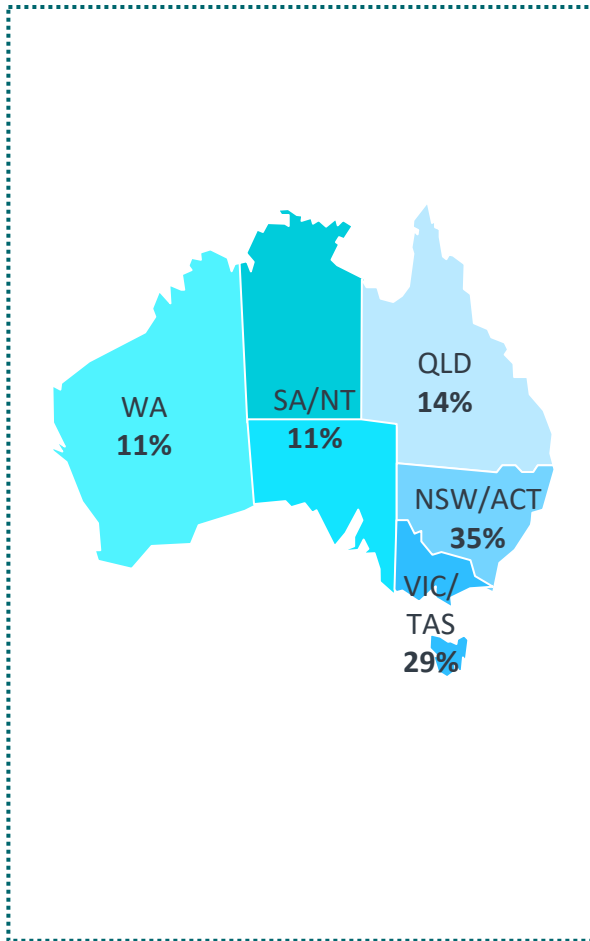 QLD
14%
SA/NT
11%
WA
11%
NSW/ACT
35%
VIC/
TAS
29%